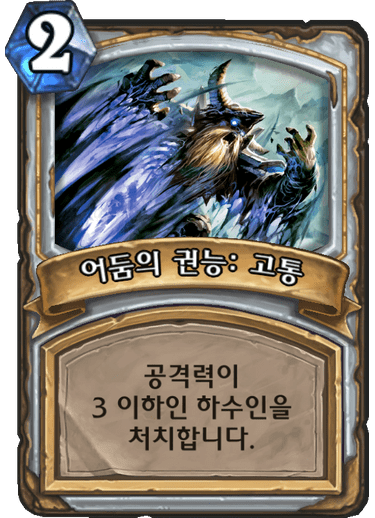 2
어둠의 권능: 고통
공격력이
3 이하인 하수인을
처치합니다.